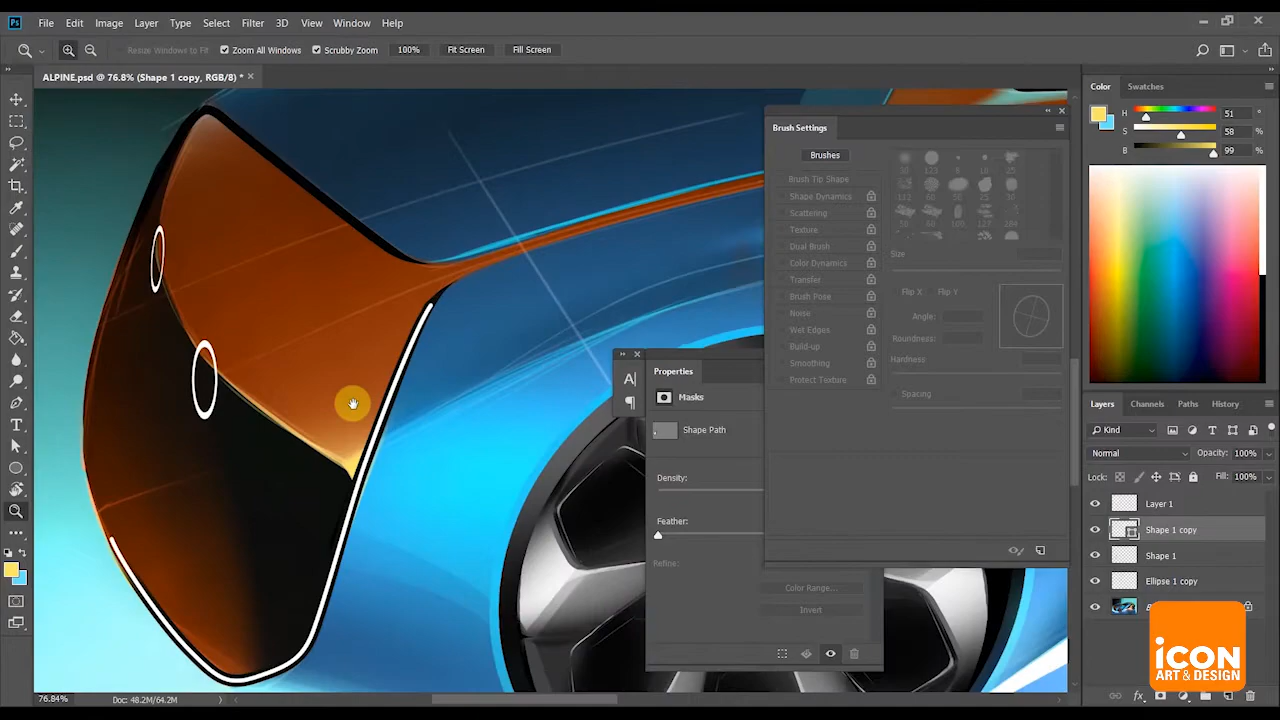 Ps File Edit Image Layer Type Select Filter 3D View Window Help
Resize Windows to Fit Zoom All Windows Scrubby Zoom 100% Fit Screen Fill Screen
ALPINE.psd @ 76.8% (Shape 1 copy, RGB/8) *
Color Swatches
H 51 °
S 58 %
B 99 %
Brush Settings
Brushes
Brush Tip Shape
Shape Dynamics
Scattering
Texture
Dual Brush
Color Dynamics
Transfer
Brush Pose
Noise
Wet Edges
Build-up
Smoothing
Protect Texture
Size
Flip X Flip Y
Angle:
Roundness:
Hardness
Spacing
Properties
Masks
Shape Path
Density:
Feather:
Refine:
Color Range...
Invert
Layers Channels Paths History
Kind
Normal Opacity: 100%
Lock: Fill: 100%
Layer 1
Shape 1 copy
Shape 1
Ellipse 1 copy
iCON
ART & DESIGN
76.84% Doc: 48.2M/64.2M